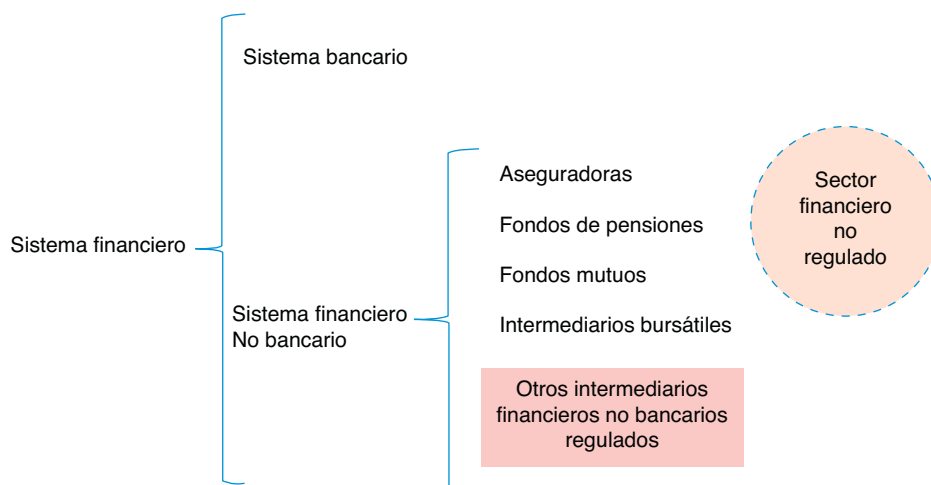 Sistema bancario
Sistema financiero
Sistema financiero
No bancario
Aseguradoras
Fondos de pensiones
Fondos mutuos
Intermediarios bursátiles
Otros intermediarios
financieros no bancarios
regulados
Sector
financiero
no
regulado